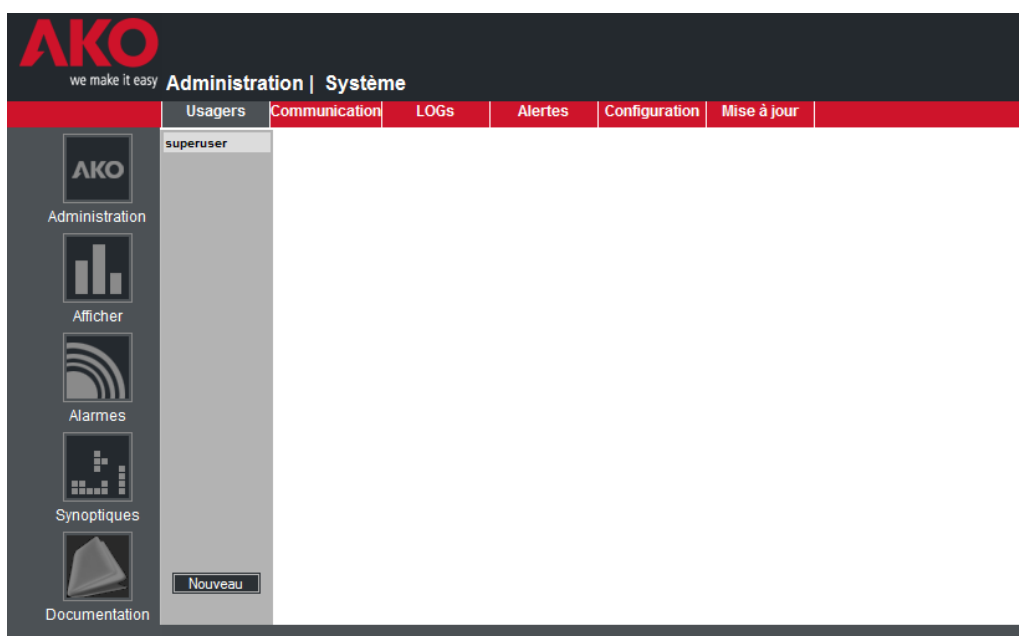 AKO
we make it easy
Administration | Système
Usagers Communication LOGs Alertes Configuration Mise à jour
superuser
AKO
Administration
Afficher
Alarmes
Synoptiques
Nouveau
Documentation